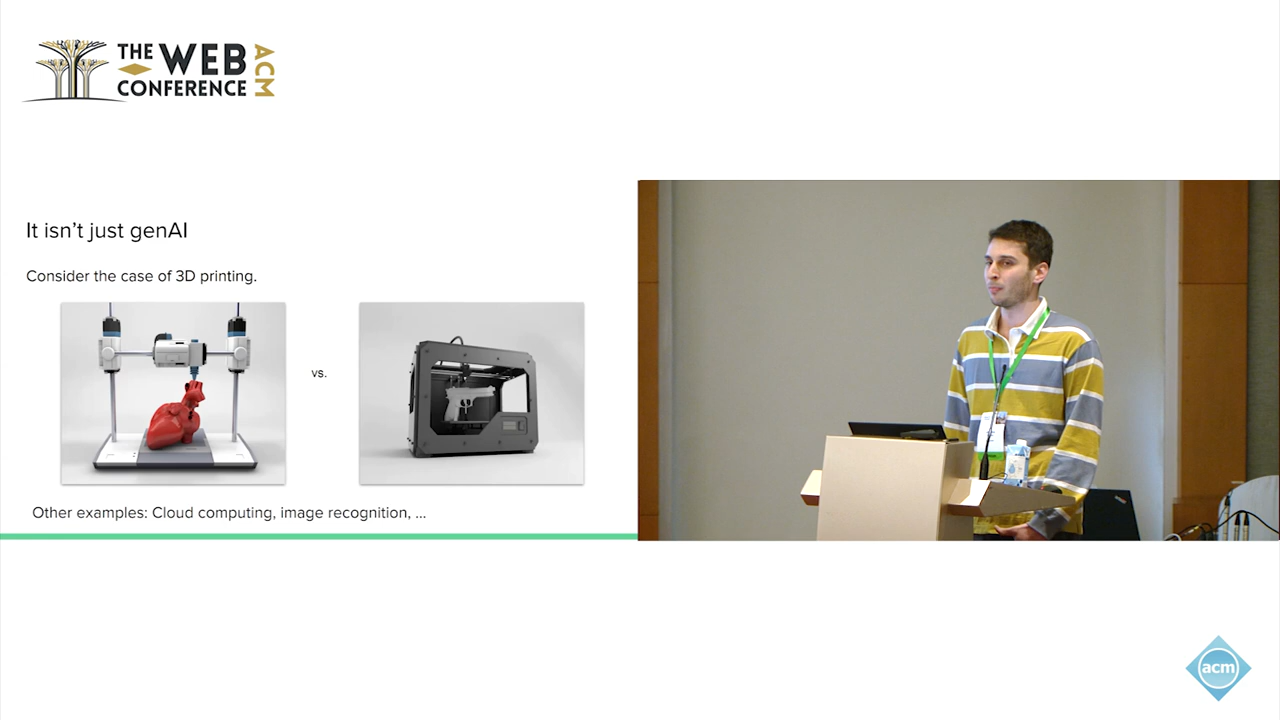 THE WEB
CONFERENCE
ACM
It isn't just genAI
Consider the case of 3D printing.
vs.
Other examples: Cloud computing, image recognition, ...
acm